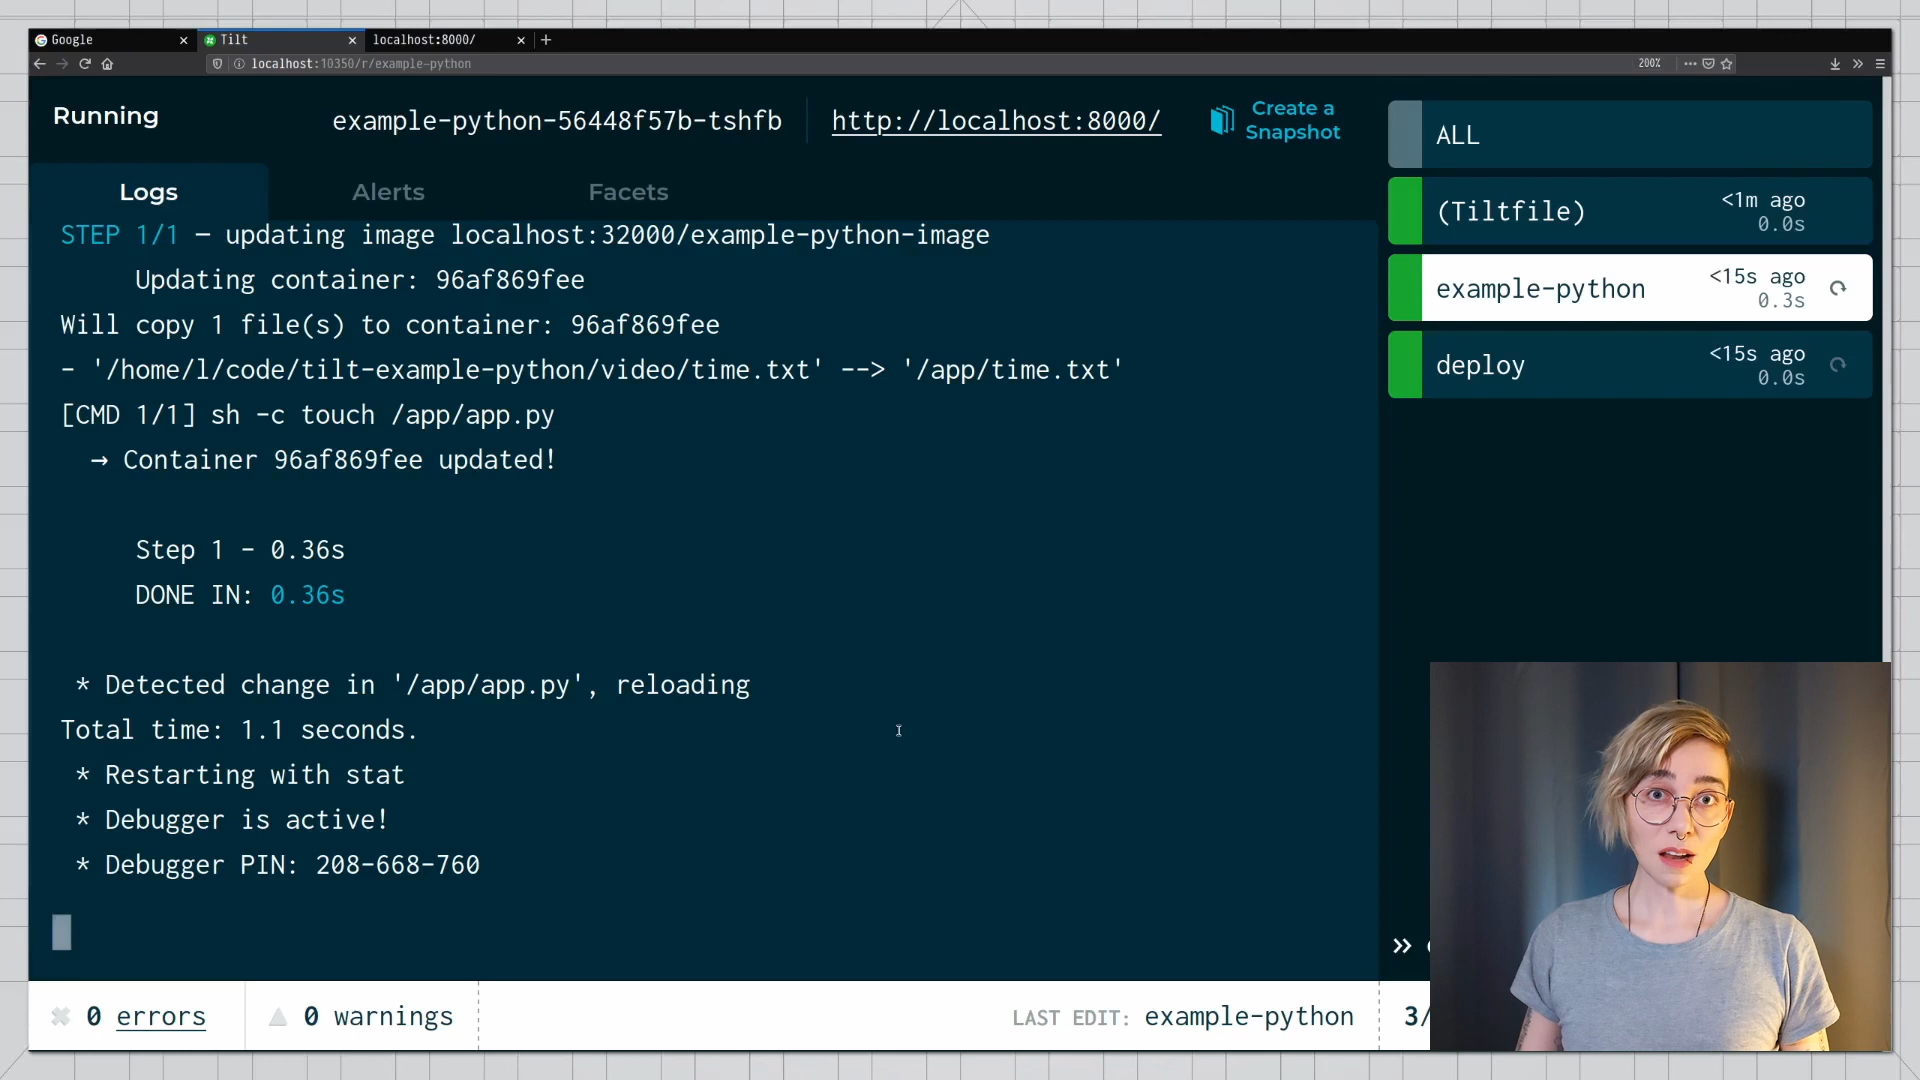 Google
Tilt
localhost:8000/
localhost:10350/r/example-python
200%
Running
example-python-56448f57b-tshfb
http://localhost:8000/
Create a
Snapshot
Logs
Alerts
Facets
STEP 1/1 — updating image localhost:32000/example-python-image
Updating container: 96af869fee
Will copy 1 file(s) to container: 96af869fee
- '/home/l/code/tilt-example-python/video/time.txt' --> '/app/time.txt'
[CMD 1/1] sh -c touch /app/app.py
→ Container 96af869fee updated!
Step 1 - 0.36s
DONE IN: 0.36s
* Detected change in '/app/app.py', reloading
Total time: 1.1 seconds.
* Restarting with stat
* Debugger is active!
* Debugger PIN: 208-668-760
ALL
(Tiltfile)
<1m ago
0.0s
example-python
<15s ago
0.3s
deploy
<15s ago
0.0s
0 errors
0 warnings
LAST EDIT: example-python
3/